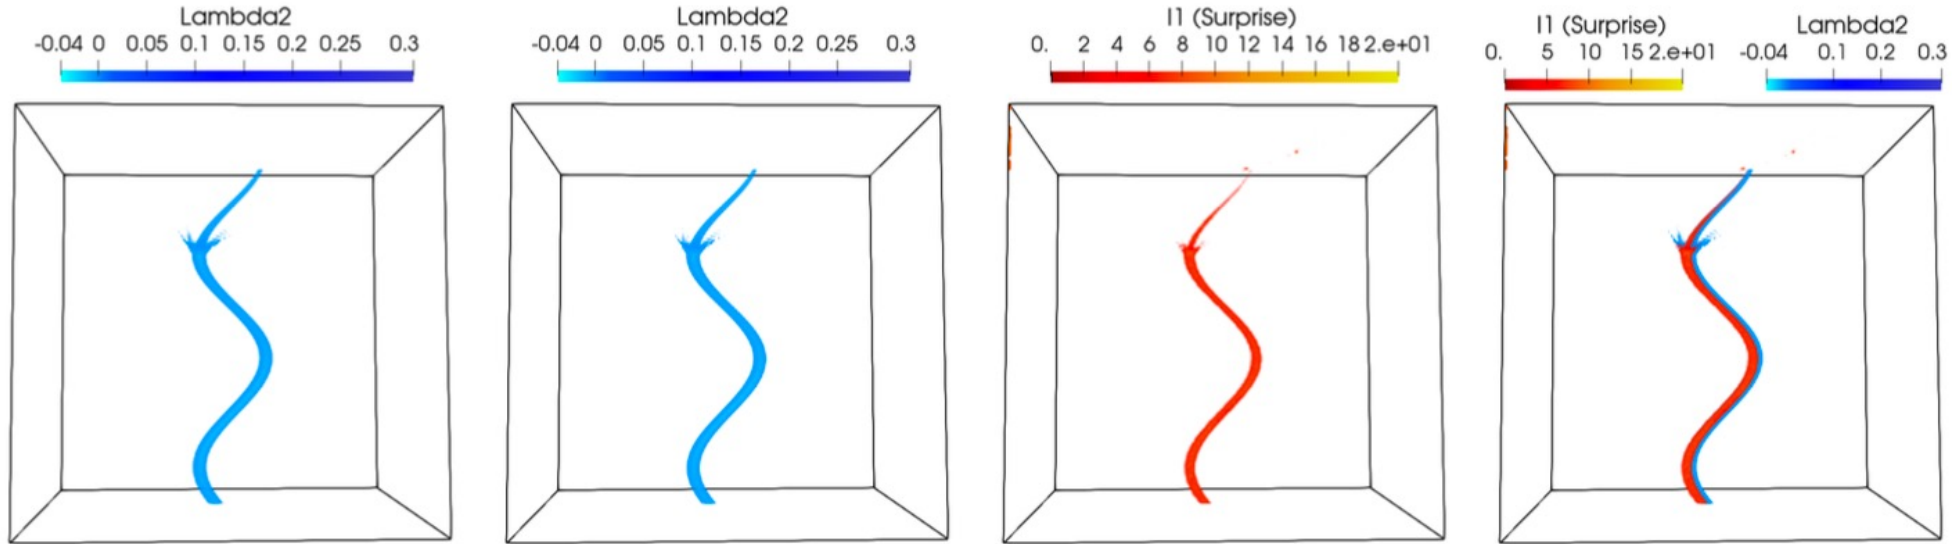 Lambda2
-0.04 0 0.05 0.1 0.15 0.2 0.25 0.3
Lambda2
-0.04 0 0.05 0.1 0.15 0.2 0.25 0.3
I1 (Surprise)
0. 2 4 6 8 10 12 14 16 18 2.e+01
I1 (Surprise)
0. 5 10 15 2.e+01
Lambda2
-0.04 0.1 0.2 0.3